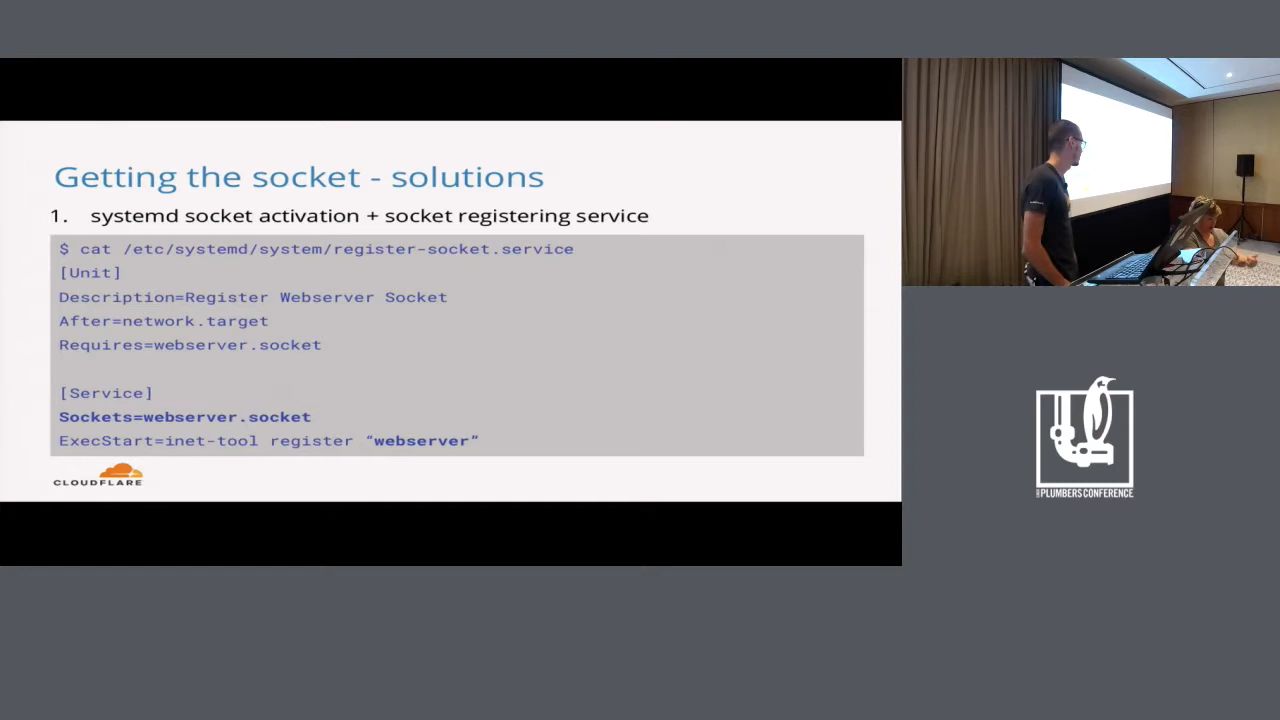 Getting the socket - solutions
1. systemd socket activation + socket registering service
$ cat /etc/systemd/system/register-socket.service
[Unit]
Description=Register Webserver Socket
After=network.target
Requires=webserver.socket
[Service]
Sockets=webserver.socket
ExecStart=inet-tool register “webserver”
CLOUDFLARE
PLUMBERS CONFERENCE